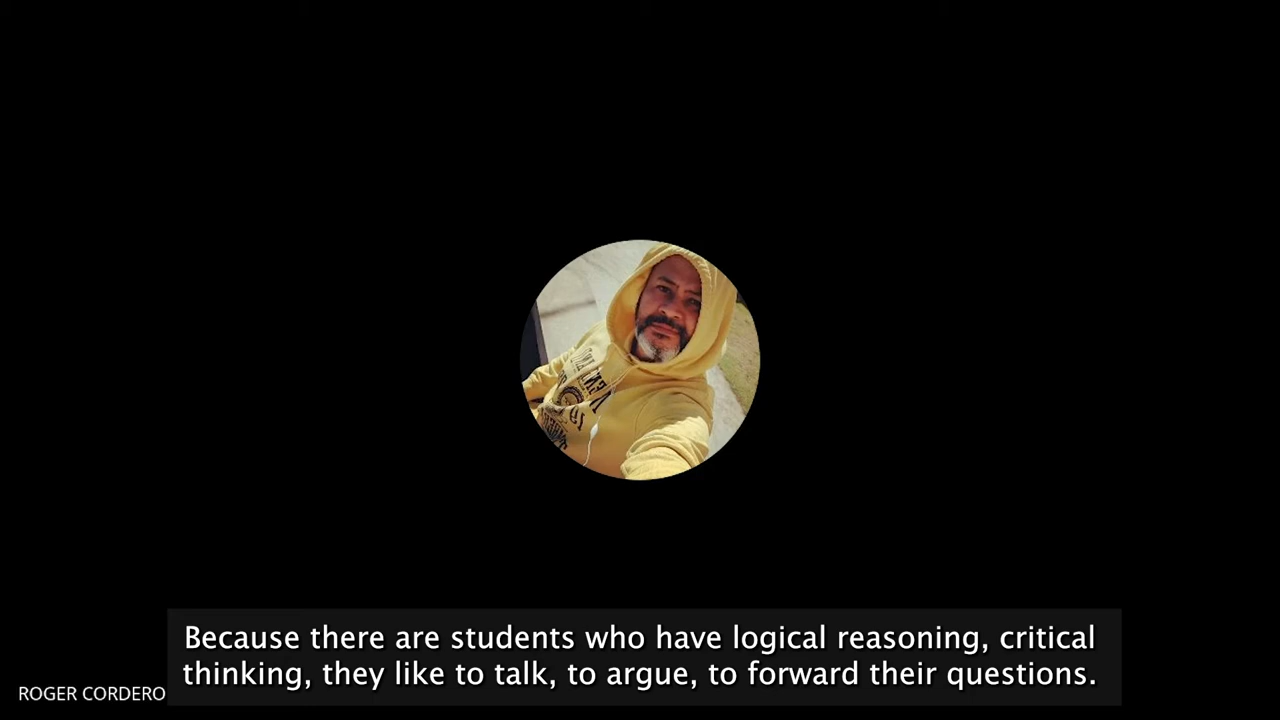 Because there are students who have logical reasoning, critical
thinking, they like to talk, to argue, to forward their questions.
ROGER CORDERO